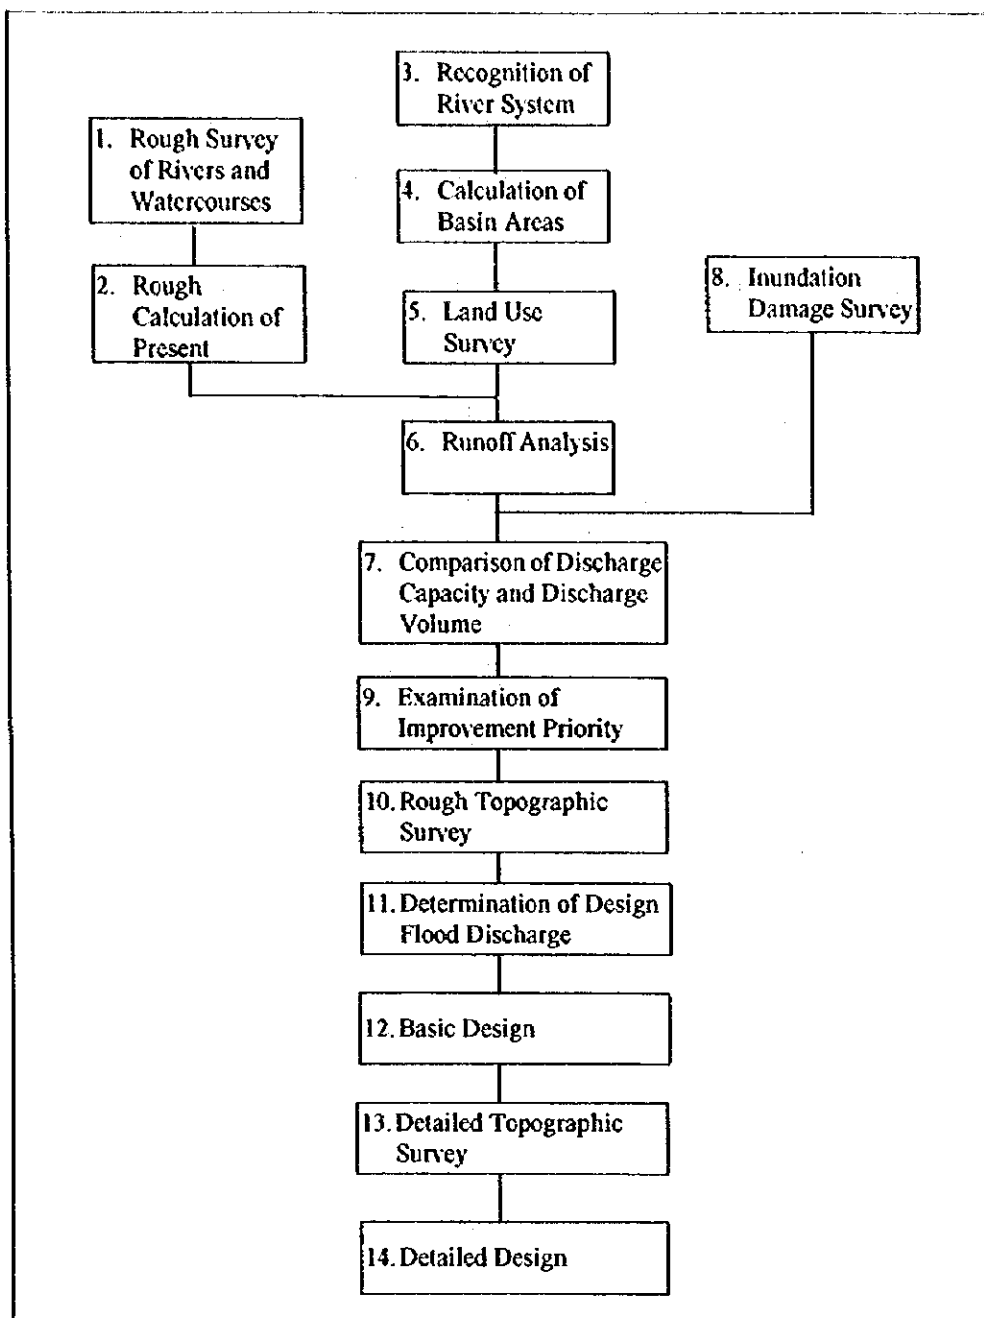 3. Recognition of
River System
1. Rough Survey
of Rivers and
Watercourses
4. Calculation of
Basin Areas
2. Rough
Calculation of
Present
5. Land Use
Survey
8. Inundation
Damage Survey
6. Runoff Analysis
7. Comparison of Discharge
Capacity and Discharge
Volume
9. Examination of
Improvement Priority
10. Rough Topographic
Survey
11. Determination of Design
Flood Discharge
12. Basic Design
13. Detailed Topographic
Survey
14. Detailed Design